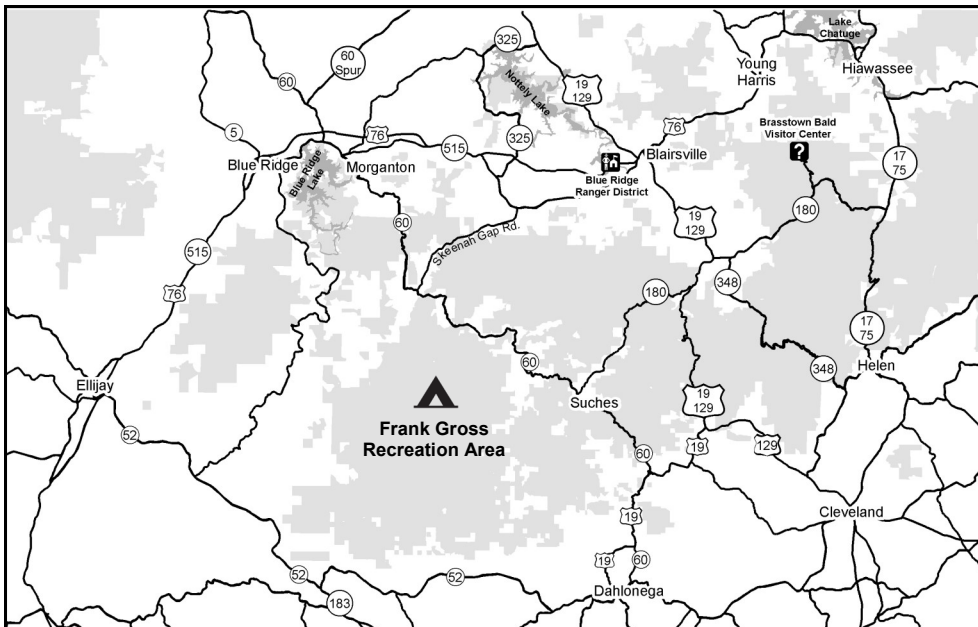 Lake
Chatuge
325
60
Spur
Young
Harris
Hiawassee
60
Nottely Lake
19
129
Brasstown Bald
Visitor Center
?
5
76
325
76
515
Blairsville
17
75
Blue Ridge
Blue Ridge
Lake
Morganton
Blue Ridge
Ranger District
180
60
19
129
Skeenah Gap Rd.
515
76
180
348
17
75
60
348
Helen
Ellijay
Suches
19
129
Frank Gross
Recreation Area
52
60
19
129
Cleveland
19
19
60
52
52
183
Dahlonega